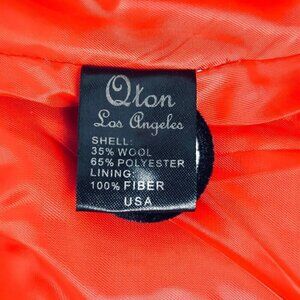 Qton
Los Angeles
SHELL:
35% WOOL
65% POLYESTER
LINING:
100% FIBER
USA